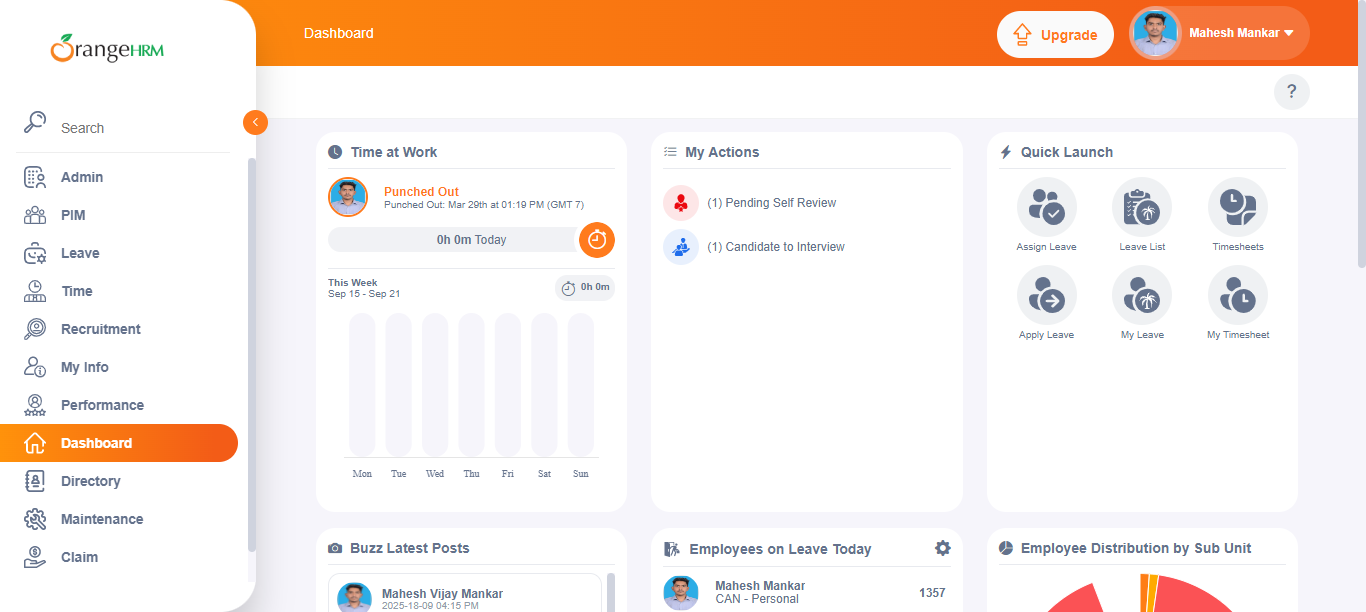 OrangeHRM
Dashboard
Upgrade
Mahesh Mankar
?
Search
Admin
PIM
Leave
Time
Recruitment
My Info
Performance
Dashboard
Directory
Maintenance
Claim
Time at Work
Punched Out
Punched Out: Mar 29th at 01:19 PM (GMT 7)
0h 0m Today
This Week
Sep 15 - Sep 21
0h 0m
Mon Tue Wed Thu Fri Sat Sun
My Actions
(1) Pending Self Review
(1) Candidate to Interview
Quick Launch
Assign Leave Leave List Timesheets
Apply Leave My Leave My Timesheet
Buzz Latest Posts
Mahesh Vijay Mankar
2025-18-09 04:15 PM
Employees on Leave Today
Mahesh Mankar 1357
CAN - Personal
Employee Distribution by Sub Unit